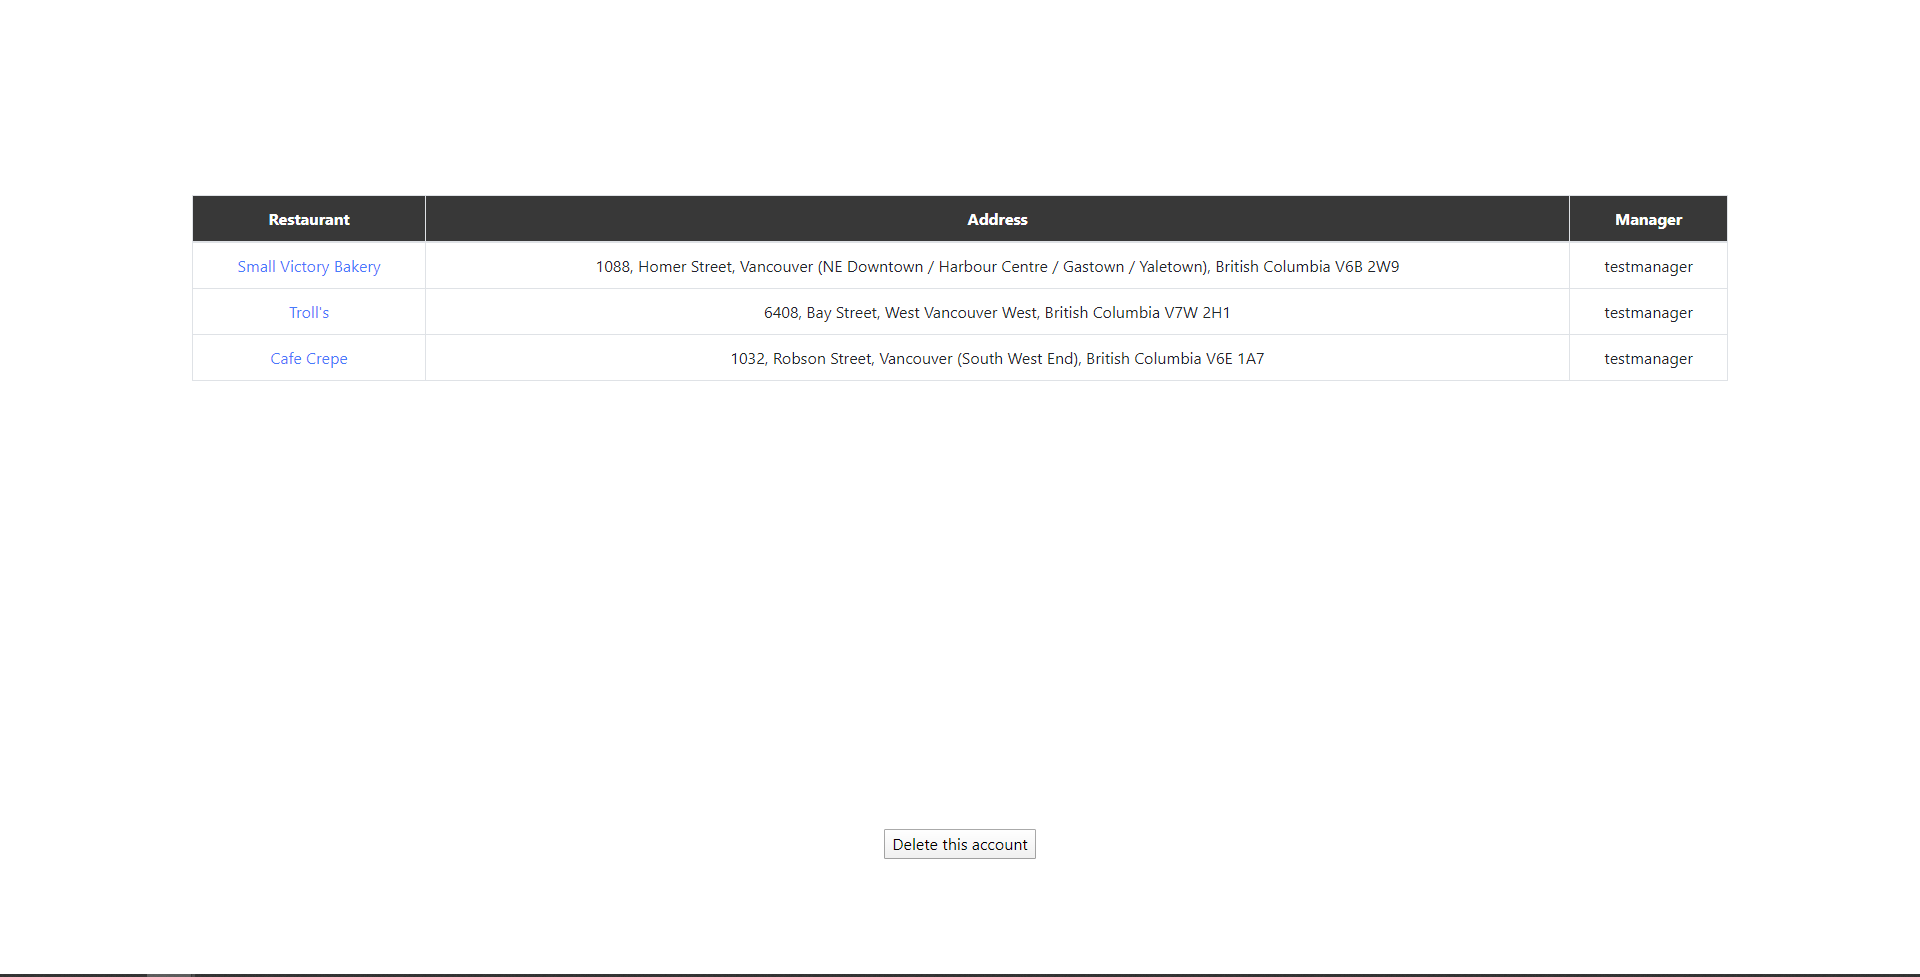 Restaurant Address Manager
Small Victory Bakery 1088, Homer Street, Vancouver (NE Downtown / Harbour Centre / Gastown / Yaletown), British Columbia V6B 2W9 testmanager
Troll's 6408, Bay Street, West Vancouver West, British Columbia V7W 2H1 testmanager
Cafe Crepe 1032, Robson Street, Vancouver (South West End), British Columbia V6E 1A7 testmanager
Delete this account